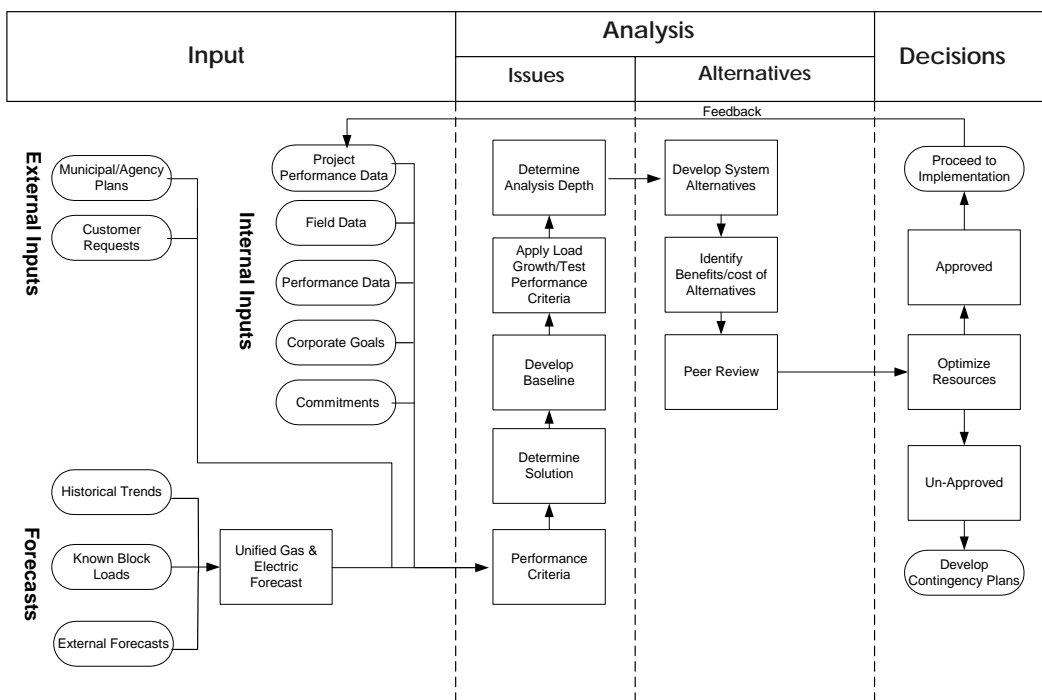 Input
Analysis
Issues
Alternatives
Decisions
Feedback
External Inputs
Municipal/Agency
Plans
Customer
Requests
Internal Inputs
Project
Performance Data
Field Data
Performance Data
Corporate Goals
Commitments
Forecasts
Historical Trends
Known Block
Loads
External Forecasts
Unified Gas &
Electric
Forecast
Determine
Analysis Depth
Apply Load
Growth/Test
Performance
Criteria
Develop
Baseline
Determine
Solution
Performance
Criteria
Develop System
Alternatives
Identify
Benefits/cost of
Alternatives
Peer Review
Proceed to
Implementation
Approved
Optimize
Resources
Un-Approved
Develop
Contingency Plans